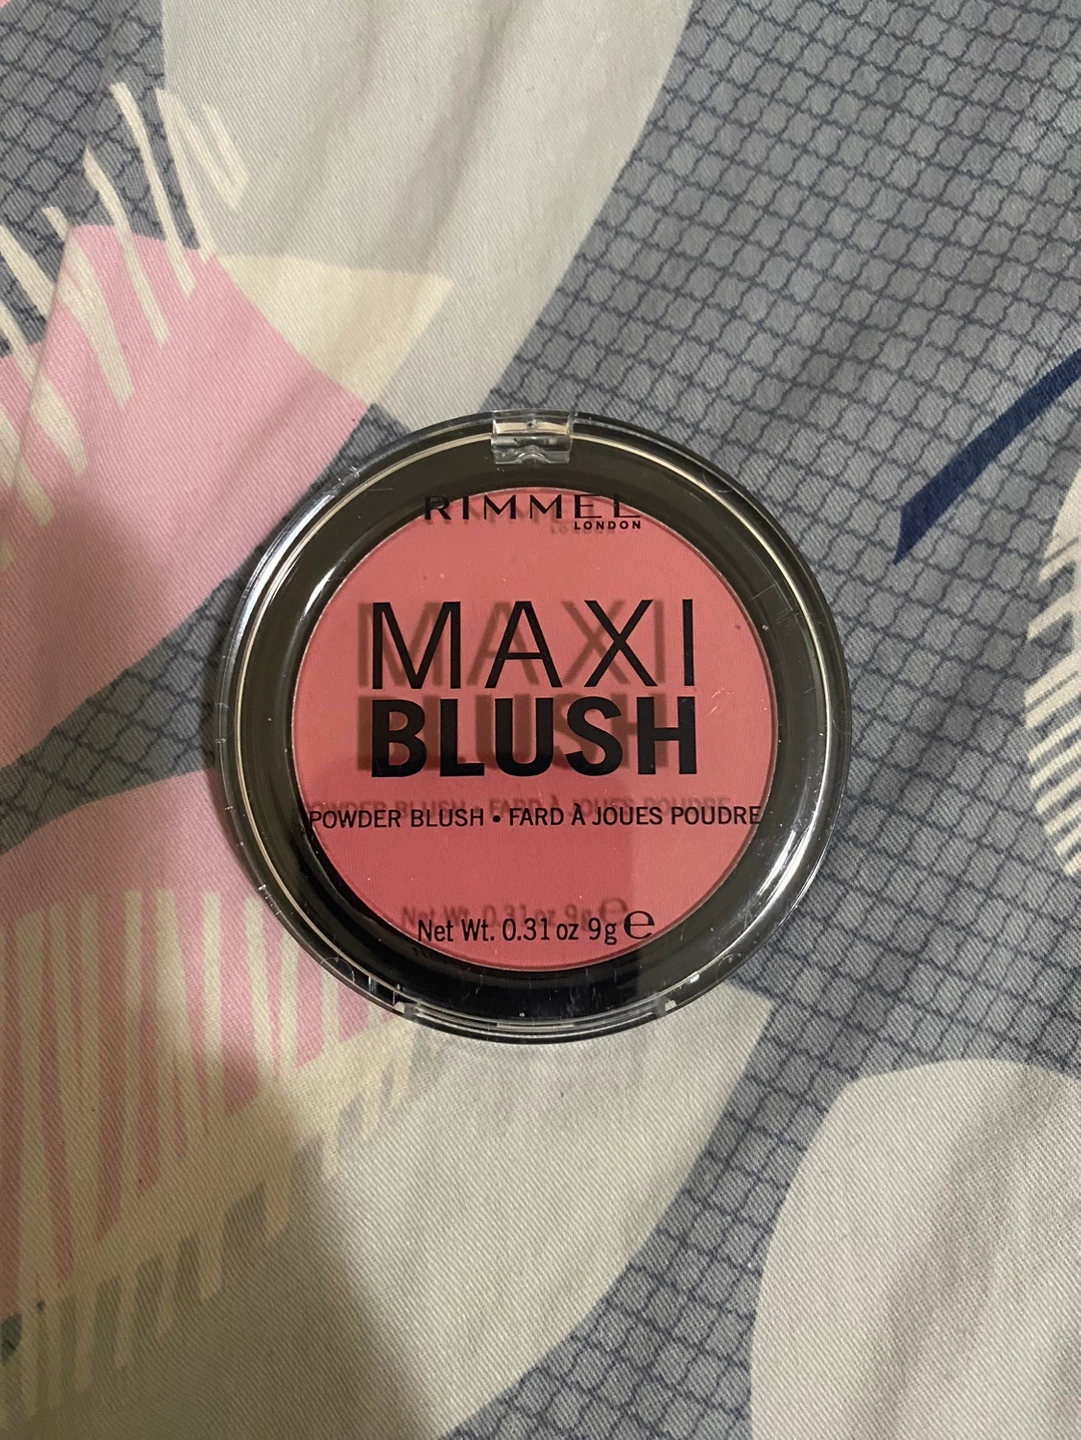 RIMMEL
LONDON
MAXI
BLUSH
POWDER BLUSH • FARD À JOUES POUDRE
Net Wt. 0.31 oz 9g ℮